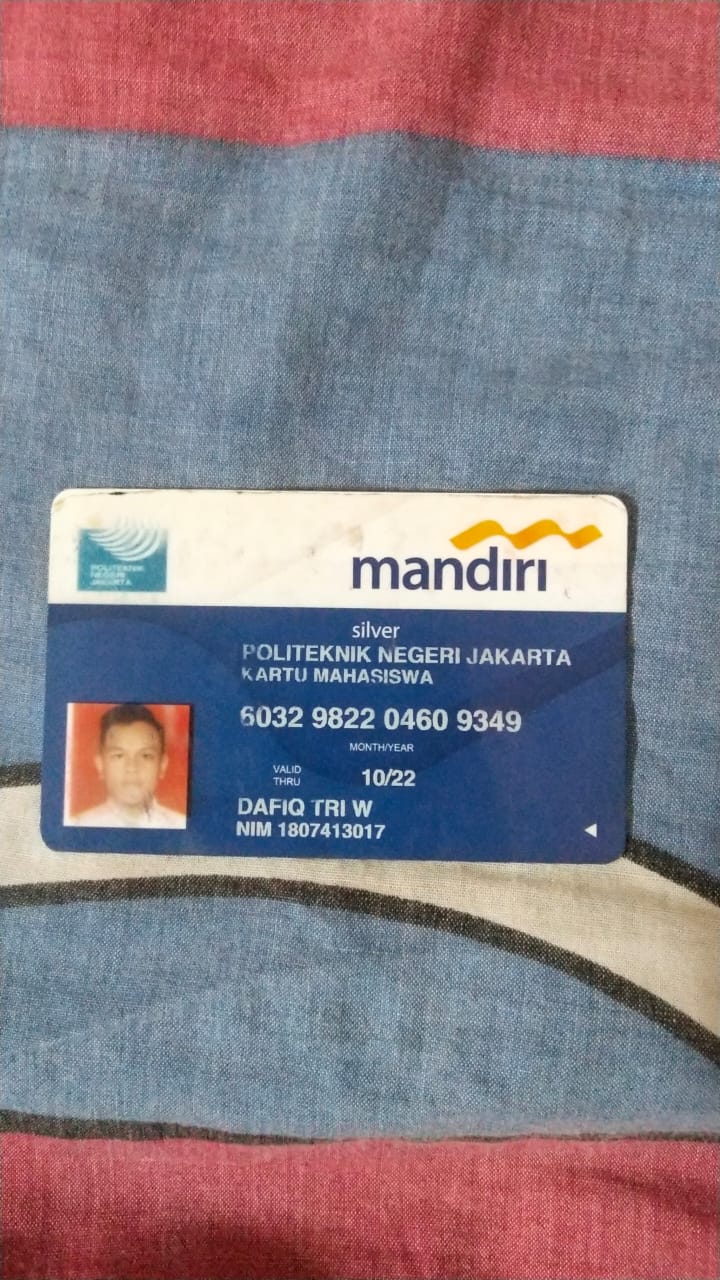 POLITEKNIK
NEGERI
JAKARTA
mandırı
silver
POLITEKNIK NEGERI JAKARTA
KARTU MAHASISWA
6032 9822 0460 9349
MONTH/YEAR
VALID THRU 10/22
DAFIQ TRI W
NIM 1807413017